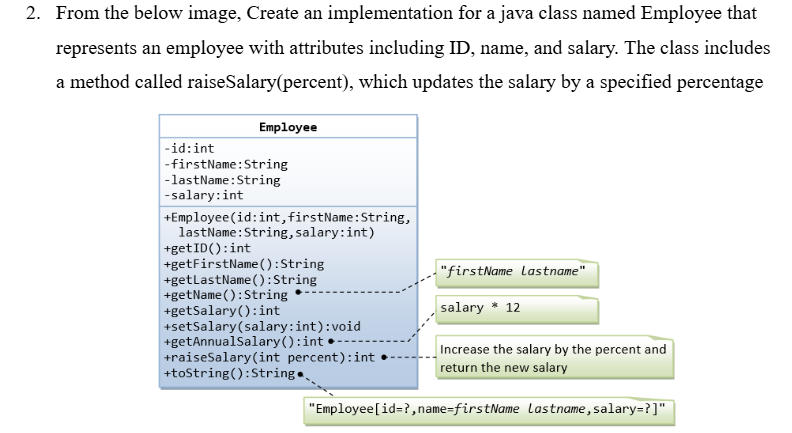 2. From the below image, Create an implementation for a java class named Employee that
represents an employee with attributes including ID, name, and salary. The class includes
a method called raiseSalary(percent), which updates the salary by a specified percentage
Employee
-id:int
-firstName:String
-lastName:String
-salary:int
+Employee(id:int,firstName:String,
lastName:String,salary:int)
+getID():int
+getFirstName():String
+getLastName():String
+getName():String
+getSalary():int
+setSalary(salary:int):void
+getAnnualSalary():int
+raiseSalary(int percent):int
+toString():String
"firstName Lastname"
salary * 12
Increase the salary by the percent and
return the new salary
"Employee[id=?,name=firstName Lastname,salary=?]"